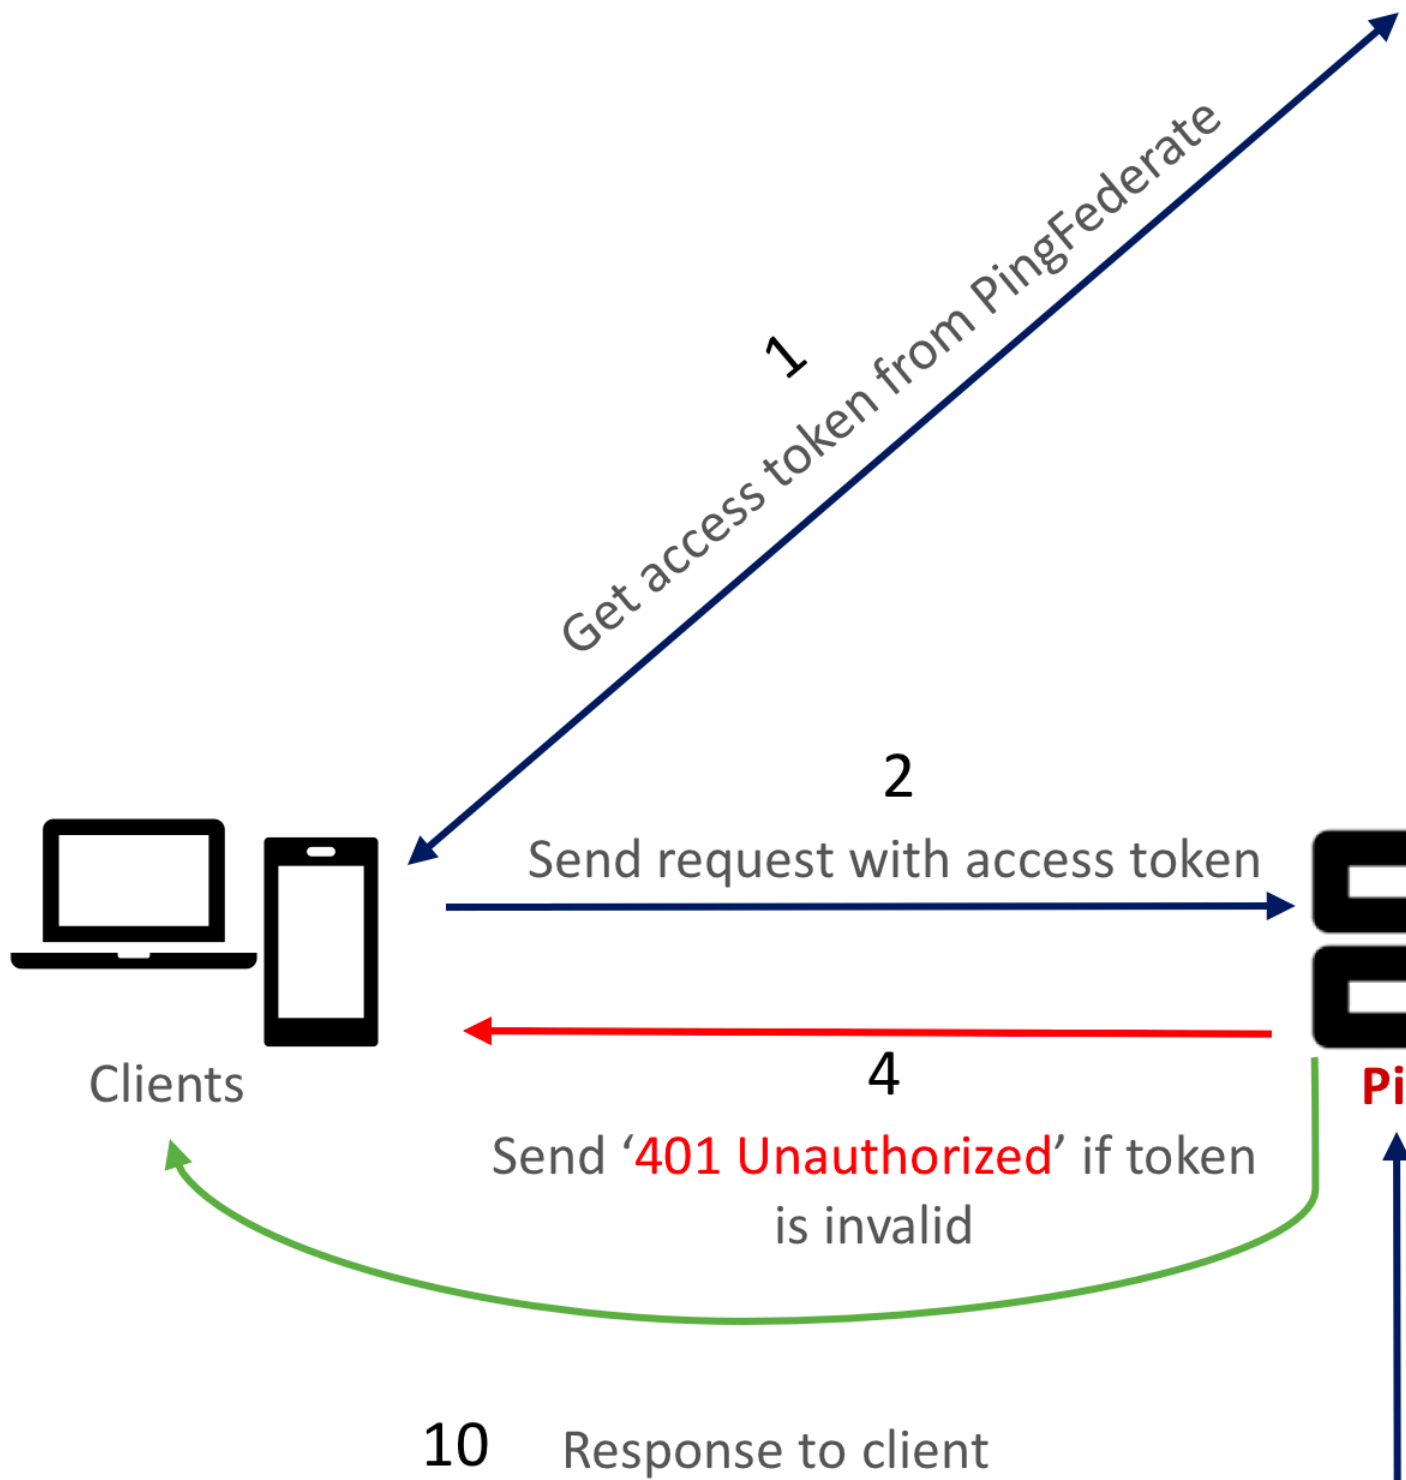 1
Get access token from PingFederate
2
Send request with access token
4
Clients
Pi
Send ‘401 Unauthorized’ if token
is invalid
10 Response to client